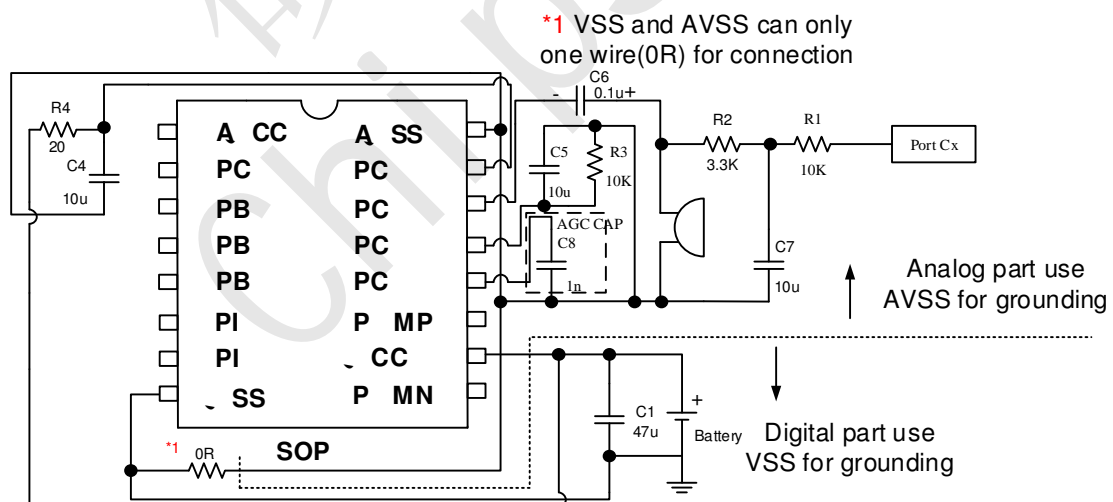 *1 VSS and AVSS can only
one wire(0R) for connection
C6
- 0.1u+
R4
20
C4
10u
A CC
A SS
PC
PC
PB
PC
PB
PC
PB
PC
PI
P MP
PI
CC
SS
P MN
SOP
C5
10u
R3
10K
AGC CAP
C8
1n
R2
3.3K
R1
10K
Port Cx
C7
10u
Analog part use
AVSS for grounding
C1
47u
+
Battery
Digital part use
VSS for grounding
*1
0R
Chip